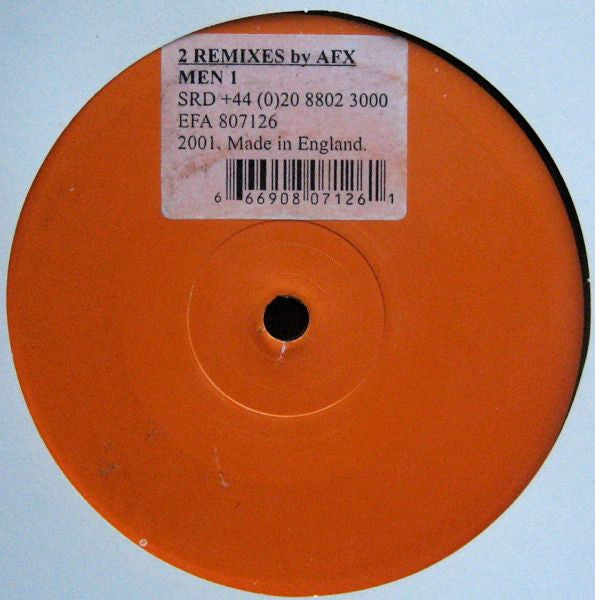 2 REMIXES by AFX
MEN 1
SRD +44 (0)20 8802 3000
EFA 807126
2001. Made in England.
6 66908 07126 1